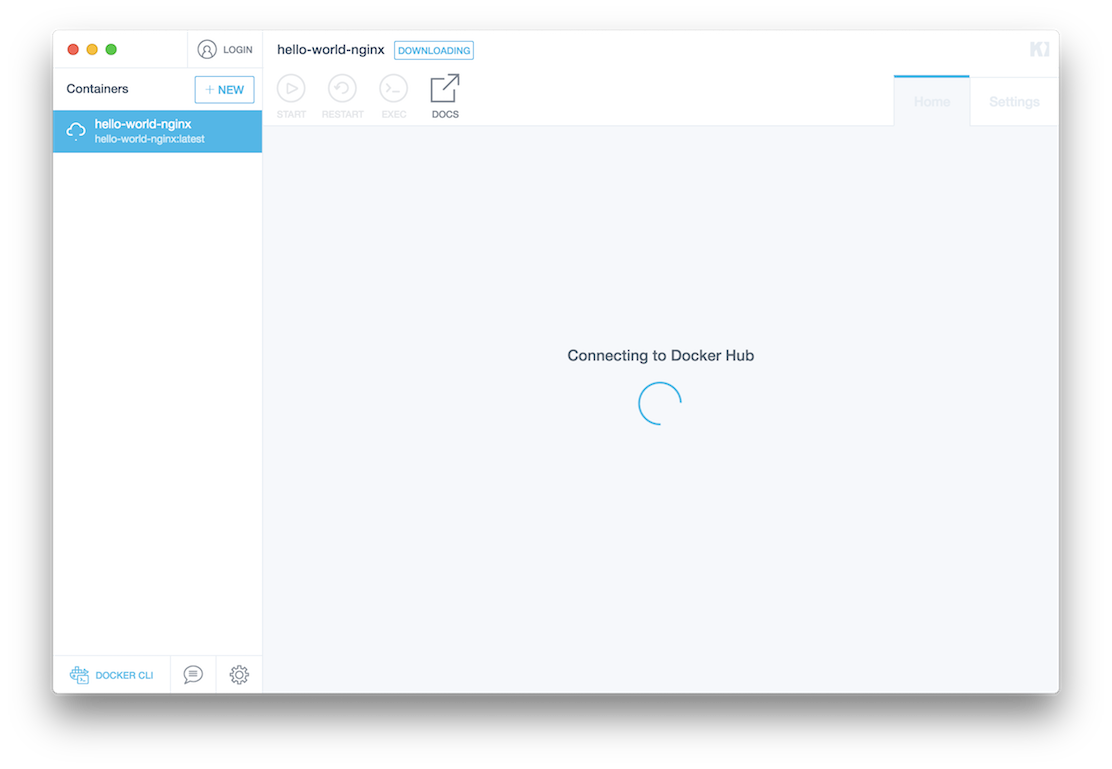 LOGIN
hello-world-nginx DOWNLOADING
Containers
+ NEW
START RESTART EXEC DOCS
Home Settings
hello-world-nginx
hello-world-nginx:latest
Connecting to Docker Hub
DOCKER CLI